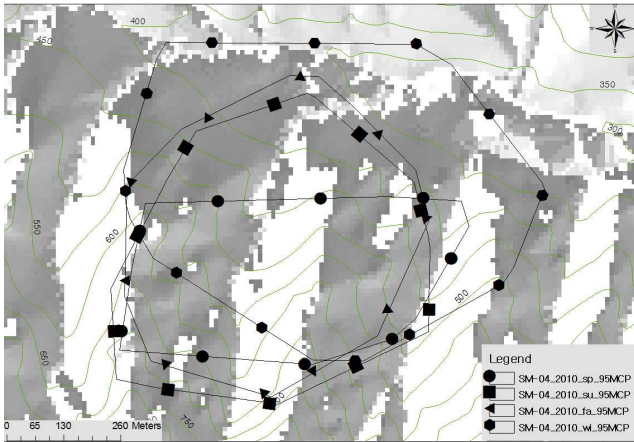 400
450
350
300
550
600
500
650
750
Legend
SM-04_2010_sp_95MCP
SM-04_2010_su_95MCP
SM-04_2010_fa_95MCP
SM-04_2010_wi_95MCP
0 65 130 260 Meters